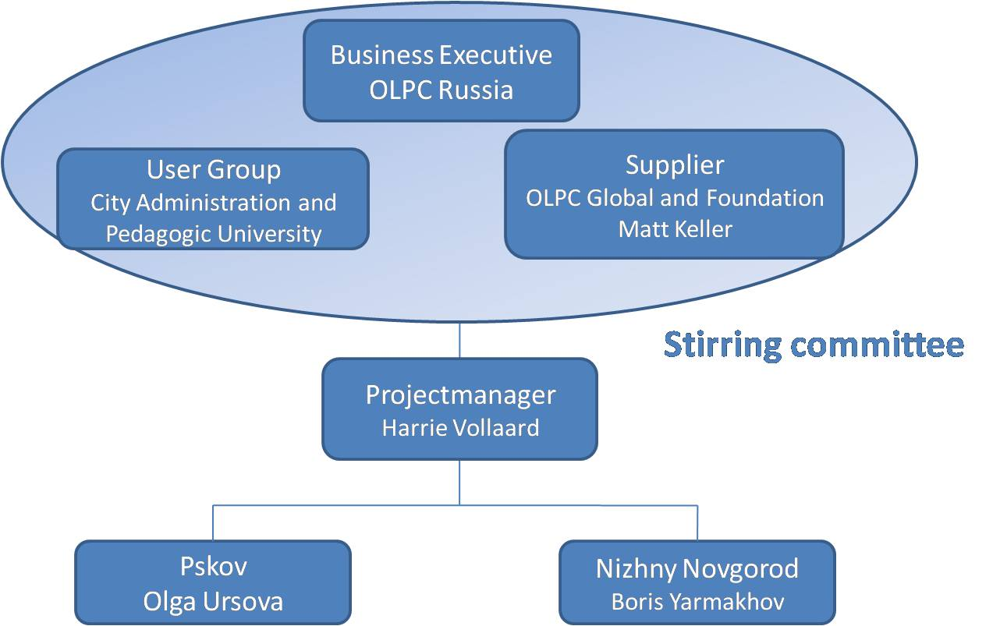 Business Executive
OLPC Russia
User Group
City Administration and
Pedagogic University
Supplier
OLPC Global and Foundation
Matt Keller
Stirring committee
Projectmanager
Harrie Vollaard
Pskov
Olga Ursova
Nizhny Novgorod
Boris Yarmakhov